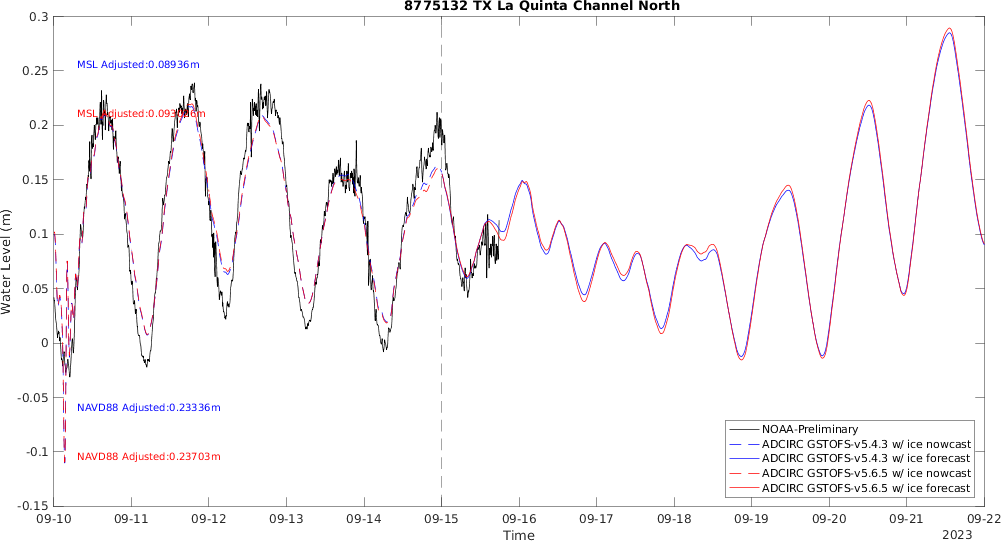 8775132 TX La Quinta Channel North
0.3
0.25
0.2
0.15
0.1
0.05
0
-0.05
-0.1
-0.15
Water Level (m)
MSL Adjusted:0.08936m
MSL Adjusted:
NAVD88 Adjusted:0.23336m
NAVD88 Adjusted:0.23703m
NOAA-Preliminary
ADCIRC GSTOFS-v5.4.3 w/ ice nowcast
ADCIRC GSTOFS-v5.4.3 w/ ice forecast
ADCIRC GSTOFS-v5.6.5 w/ ice nowcast
ADCIRC GSTOFS-v5.6.5 w/ ice forecast
09-10 09-11 09-12 09-13 09-14 09-15 09-16 09-17 09-18 09-19 09-20 09-21 09-22
Time
2023